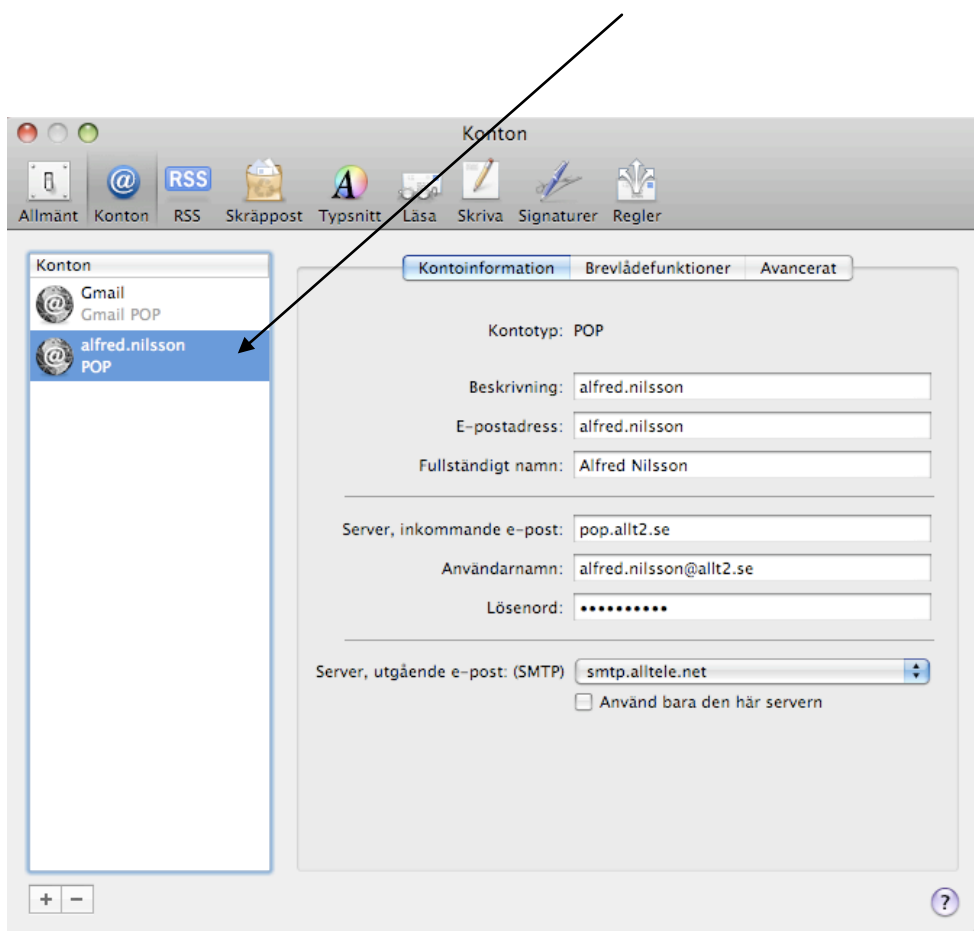 Konton
RSS
Allmänt Konton RSS Skräppost Typsnitt Läsa Skriva Signaturer Regler
Konton
Gmail
Gmail POP
alfred.nilsson
POP
Kontoinformation Brevlådefunktioner Avancerat
Kontotyp: POP
Beskrivning: alfred.nilsson
E-postadress: alfred.nilsson
Fullständigt namn: Alfred Nilsson
Server, inkommande e-post: pop.allt2.se
Användarnamn: alfred.nilsson@allt2.se
Lösenord: ••••••••••
Server, utgående e-post: (SMTP) smtp.alltele.net
Använd bara den här servern
+ − ?